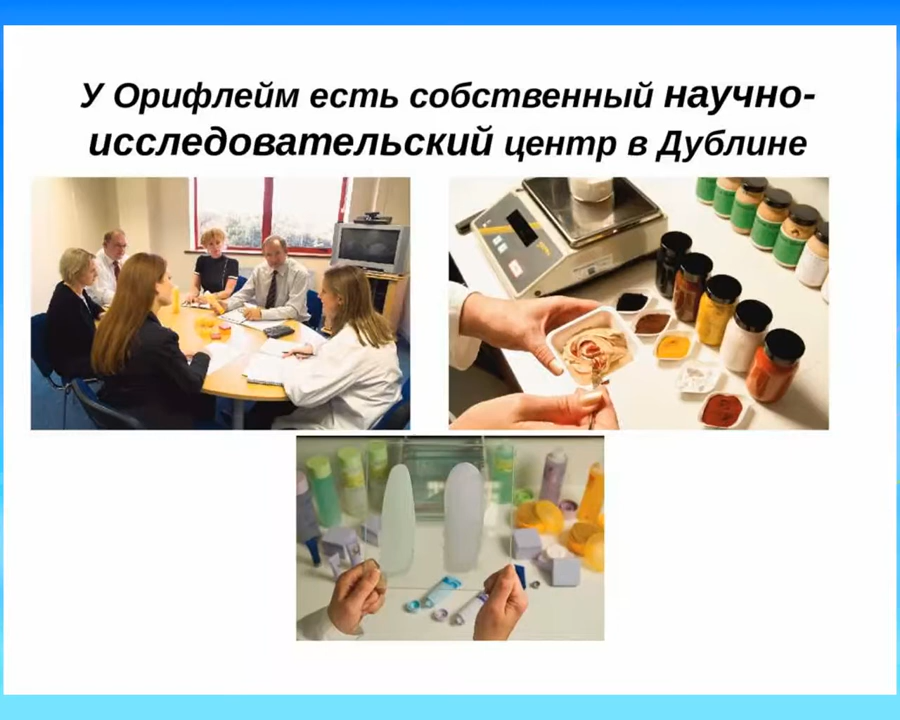 У Орифлейм есть собственный научно-
исследовательский центр в Дублине